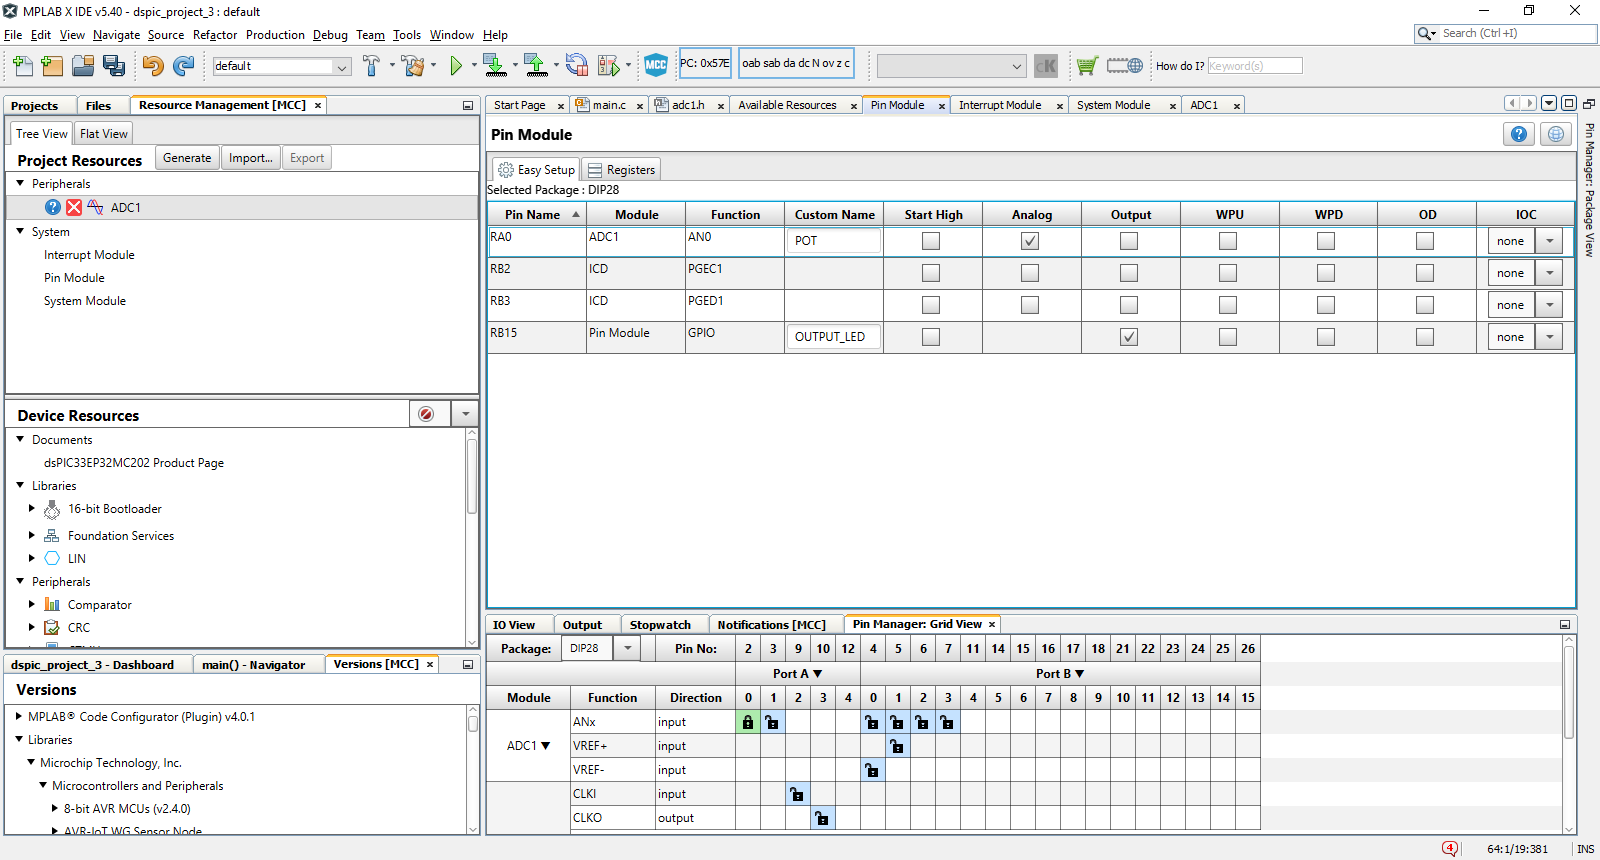 MPLAB X IDE v5.40 - dspic_project_3 : default
File Edit View Navigate Source Refactor Production Debug Team Tools Window Help
Search (Ctrl+I)
default
MCC
PC: 0x57E
oab sab da dc N ov z c
How do I? Keyword(s)
Projects Files Resource Management [MCC]
Tree View Flat View
Project Resources Generate Import... Export
Peripherals
ADC1
System
Interrupt Module
Pin Module
System Module
Device Resources
Documents
dsPIC33EP32MC202 Product Page
Libraries
16-bit Bootloader
Foundation Services
LIN
Peripherals
Comparator
CRC
dspic_project_3 - Dashboard main() - Navigator Versions [MCC]
Versions
MPLAB® Code Configurator (Plugin) v4.0.1
Libraries
Microchip Technology, Inc.
Microcontrollers and Peripherals
8-bit AVR MCUs (v2.4.0)
AVR-IoT WG Sensor Node
Start Page main.c adc1.h Available Resources Pin Module Interrupt Module System Module ADC1
Pin Module
Easy Setup Registers
Selected Package : DIP28
Pin Name Module Function Custom Name Start High Analog Output WPU WPD OD IOC
RA0 ADC1 AN0 POT none
RB2 ICD PGEC1 none
RB3 ICD PGED1 none
RB15 Pin Module GPIO OUTPUT_LED none
Pin Manager: Package View
IO View Output Stopwatch Notifications [MCC] Pin Manager: Grid View
Package: DIP28 Pin No: 2 3 9 10 12 4 5 6 7 11 14 15 16 17 18 21 22 23 24 25 26
Port A ▼ Port B ▼
Module Function Direction 0 1 2 3 4 0 1 2 3 4 5 6 7 8 9 10 11 12 13 14 15
ADC1 ▼
ANx input
VREF+ input
VREF- input
CLKI input
CLKO output
4 64:1/19:381 INS